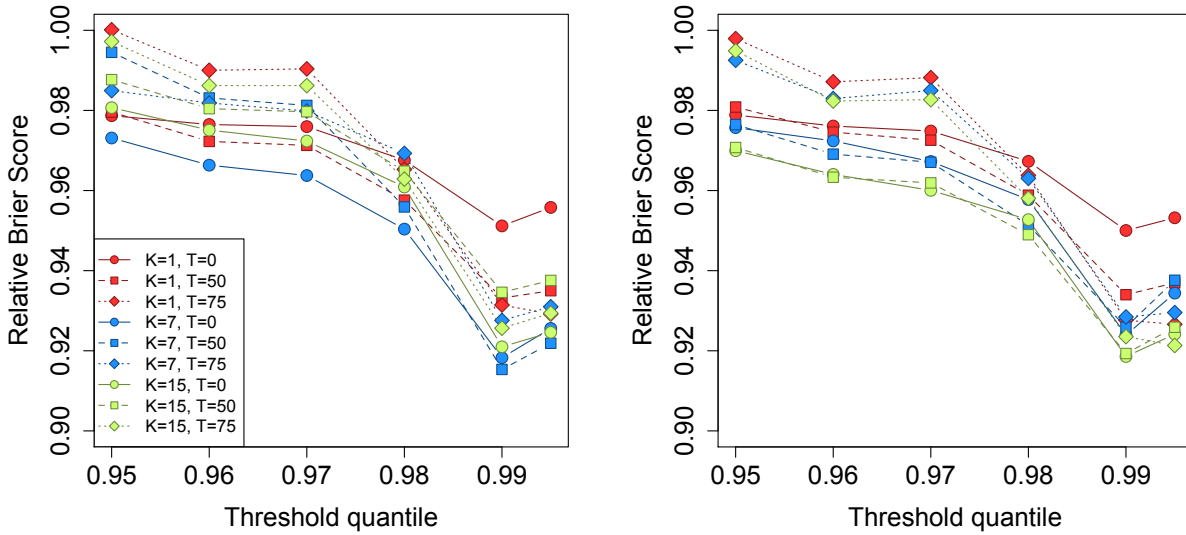 Relative Brier Score
1.00
0.98
0.96
0.94
0.92
0.90
K=1, T=0
K=1, T=50
K=1, T=75
K=7, T=0
K=7, T=50
K=7, T=75
K=15, T=0
K=15, T=50
K=15, T=75
0.95 0.96 0.97 0.98 0.99
Threshold quantile
Relative Brier Score
1.00
0.98
0.96
0.94
0.92
0.90
0.95 0.96 0.97 0.98 0.99
Threshold quantile